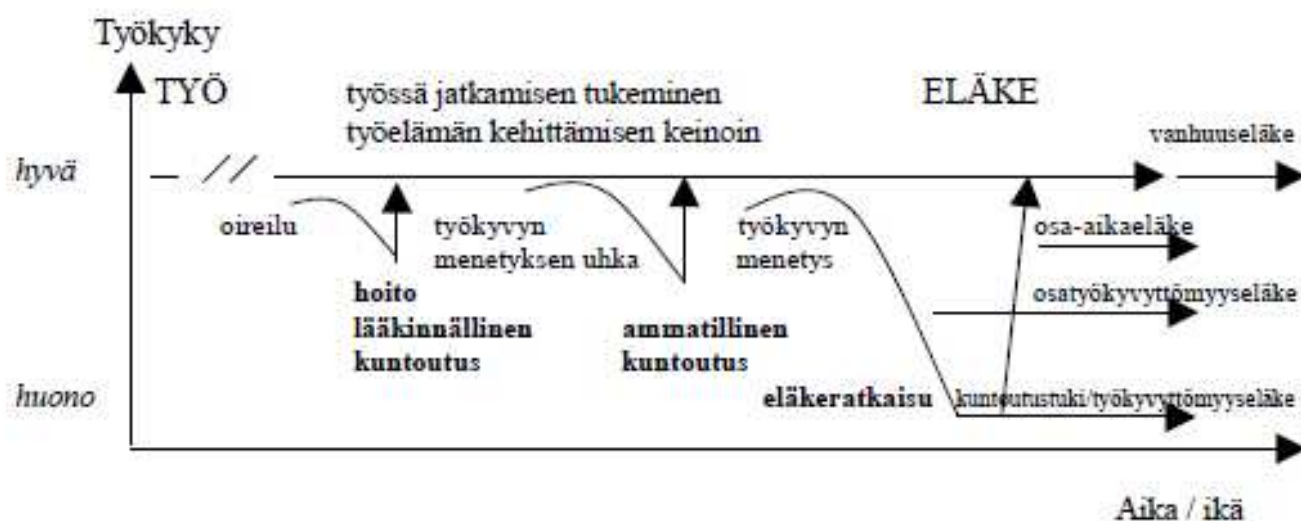 Työkyky
TYÖ
työssä jatkamisen tukeminen
työelämän kehittämisen keinoin
ELÄKE
vanhuuseläke
hyvä
oireilu
työkyvyn
menetyksen uhka
työkyvyn
menetys
osa-aikaeläke
hoito
lääkinnällinen
kuntoutus
ammatillinen
kuntoutus
osatyökyvyttömyyseläke
huono
eläkeratkaisu
kuntoutustuki/työkyvyttömyyseläke
Aika / ikä